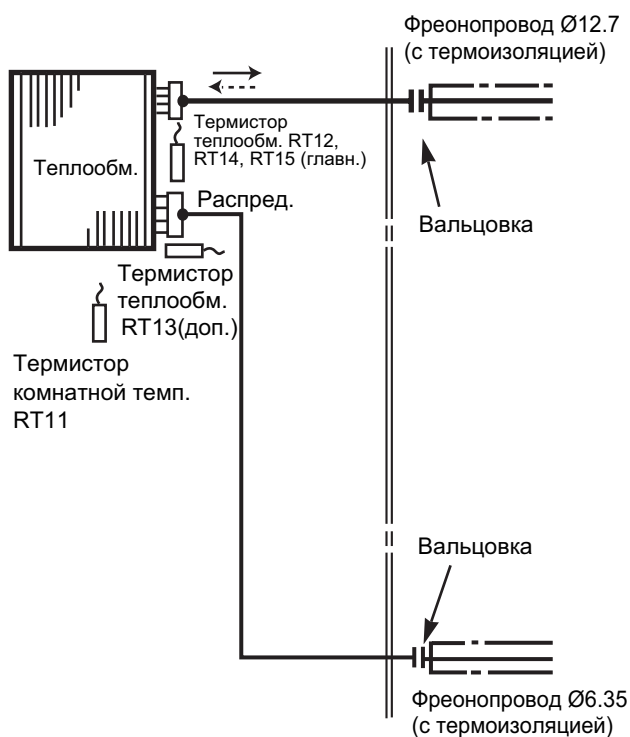 Фреонопровод Ø12.7
(с термоизоляцией)
Термистор
теплообм. RT12,
RT14, RT15 (главн.)
Теплообм.
Распред.
Вальцовка
Термистор
теплообм.
RT13(доп.)
Термистор
комнатной темп.
RT11
Вальцовка
Фреонопровод Ø6.35
(с термоизоляцией)